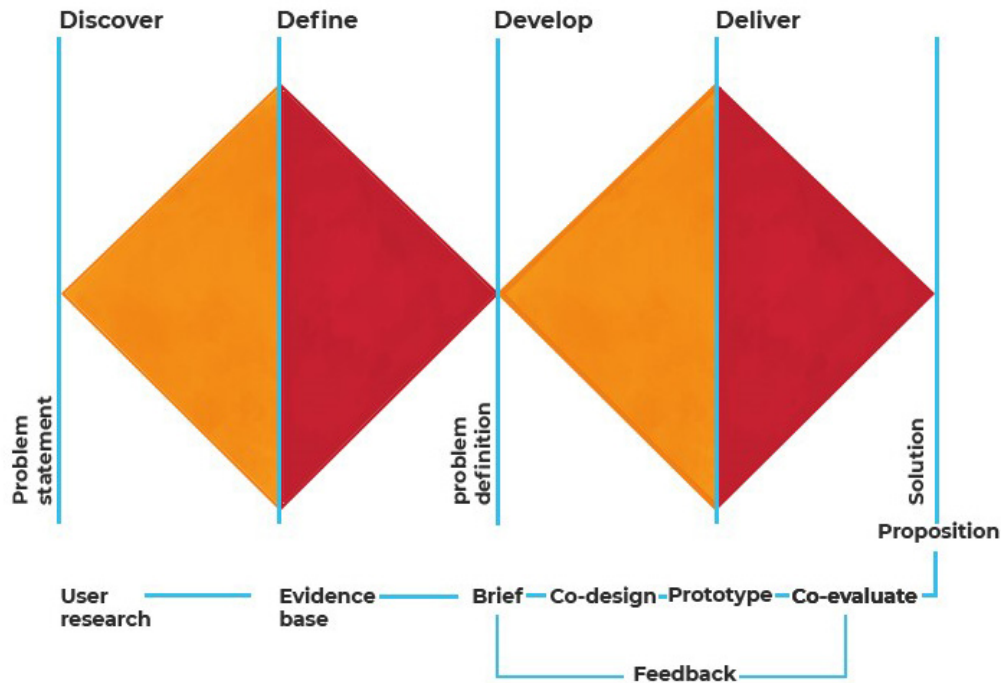 Discover
Define
Develop
Deliver
Problem
statement
problem
definition
Solution
Proposition
User
research
Evidence
base
Brief
Co-design
Prototype
Co-evaluate
Feedback